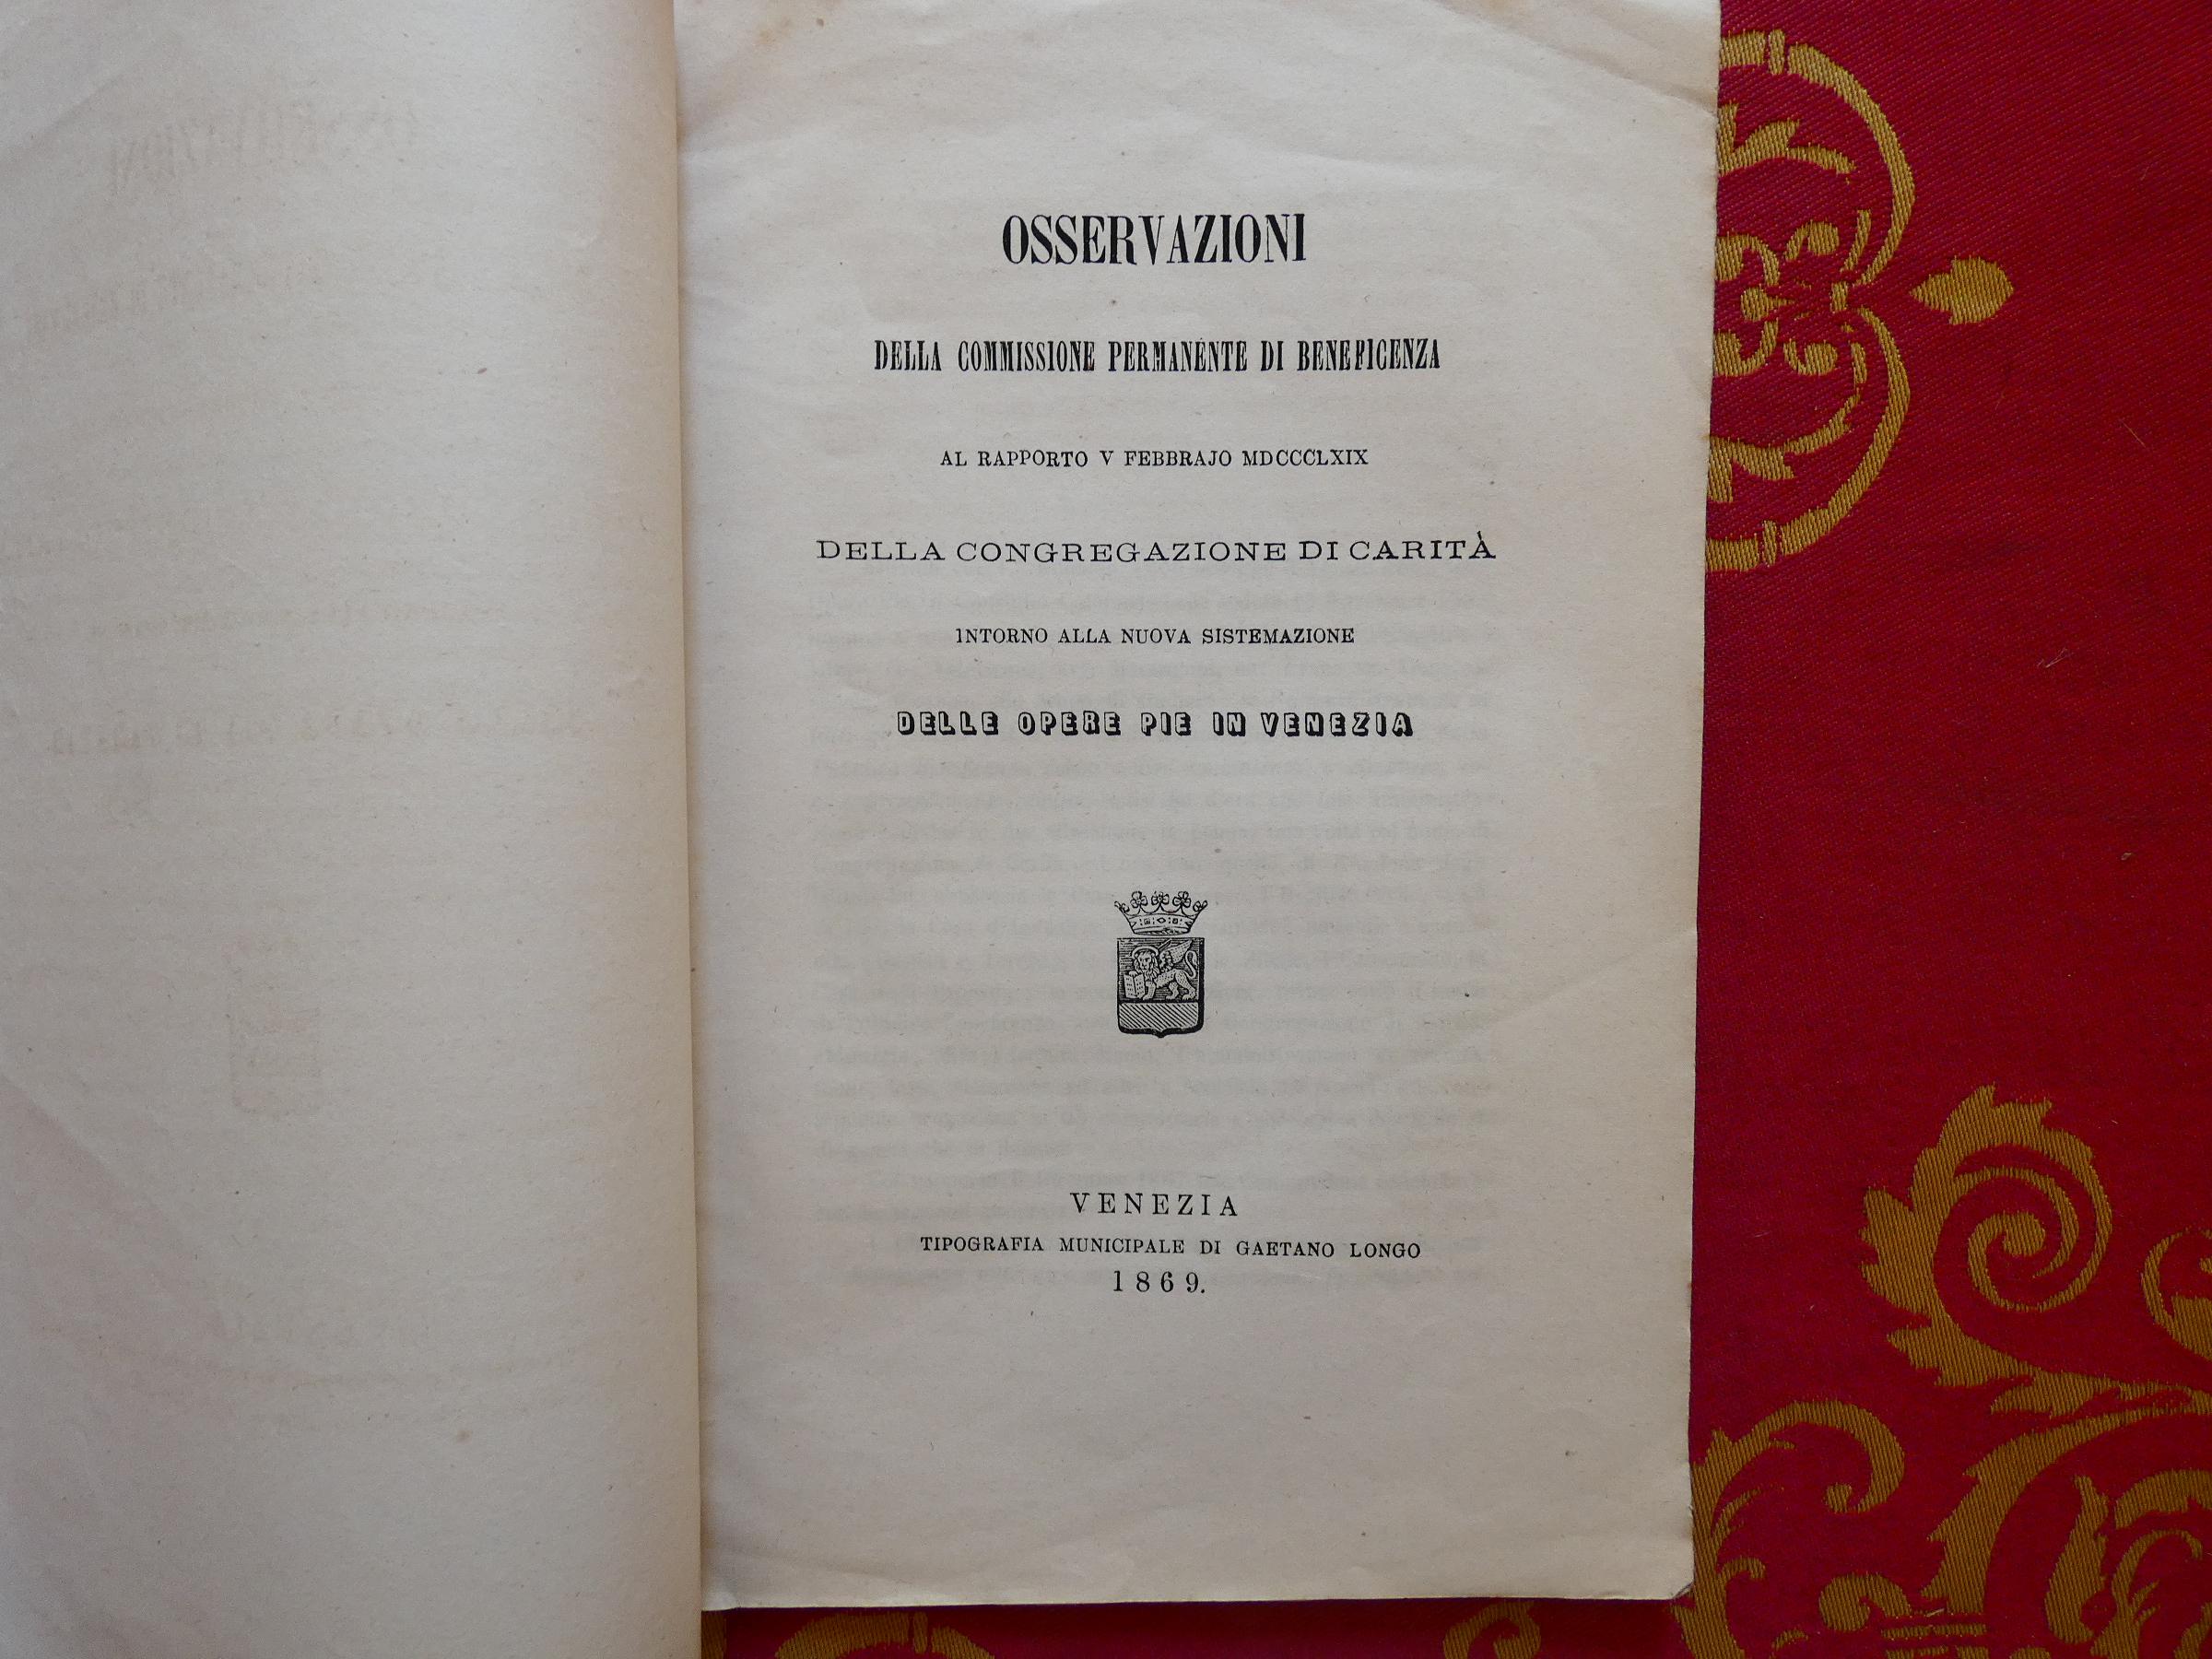 OSSERVAZIONI
DELLA COMMISSIONE PERMANENTE DI BENEFICENZA
AL RAPPORTO V FEBBRAJO MDCCCLXIX
DELLA CONGREGAZIONE DI CARITÀ
INTORNO ALLA NUOVA SISTEMAZIONE
DELLE OPERE PIE IN VENEZIA
VENEZIA
TIPOGRAFIA MUNICIPALE DI GAETANO LONGO
1869.